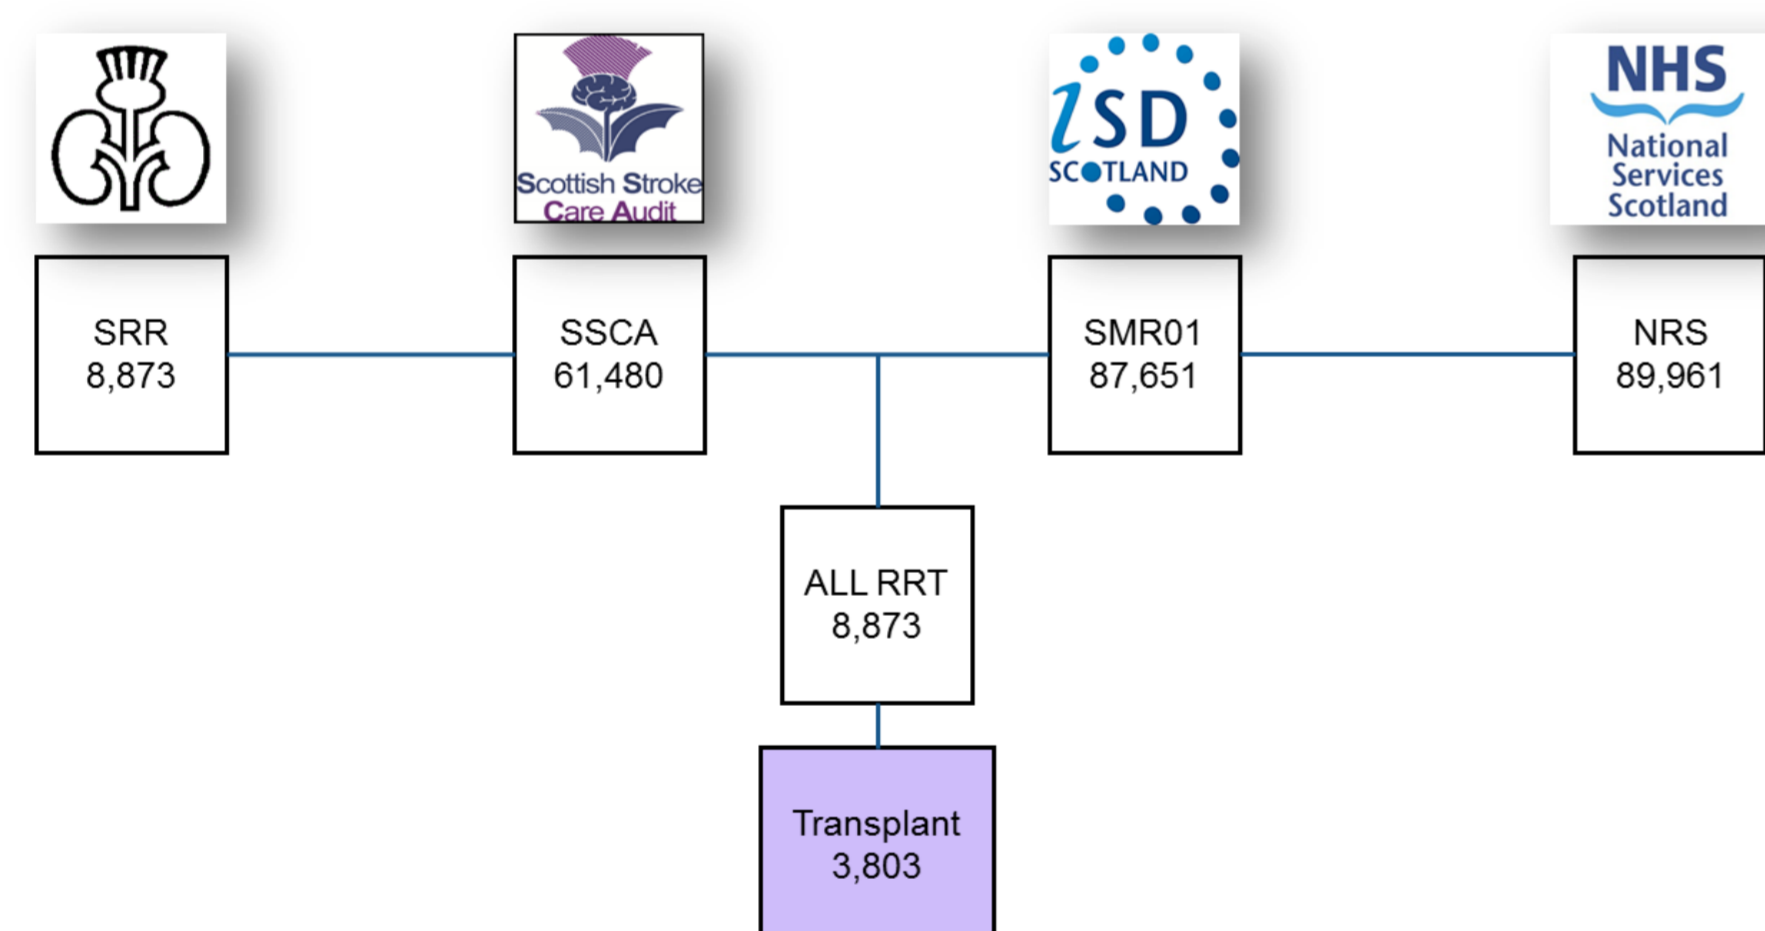 Scottish Stroke
Care Audit
iSD
SCOTLAND
NHS
National
Services
Scotland
SRR
8,873
SSCA
61,480
SMR01
87,651
NRS
89,961
ALL RRT
8,873
Transplant
3,803